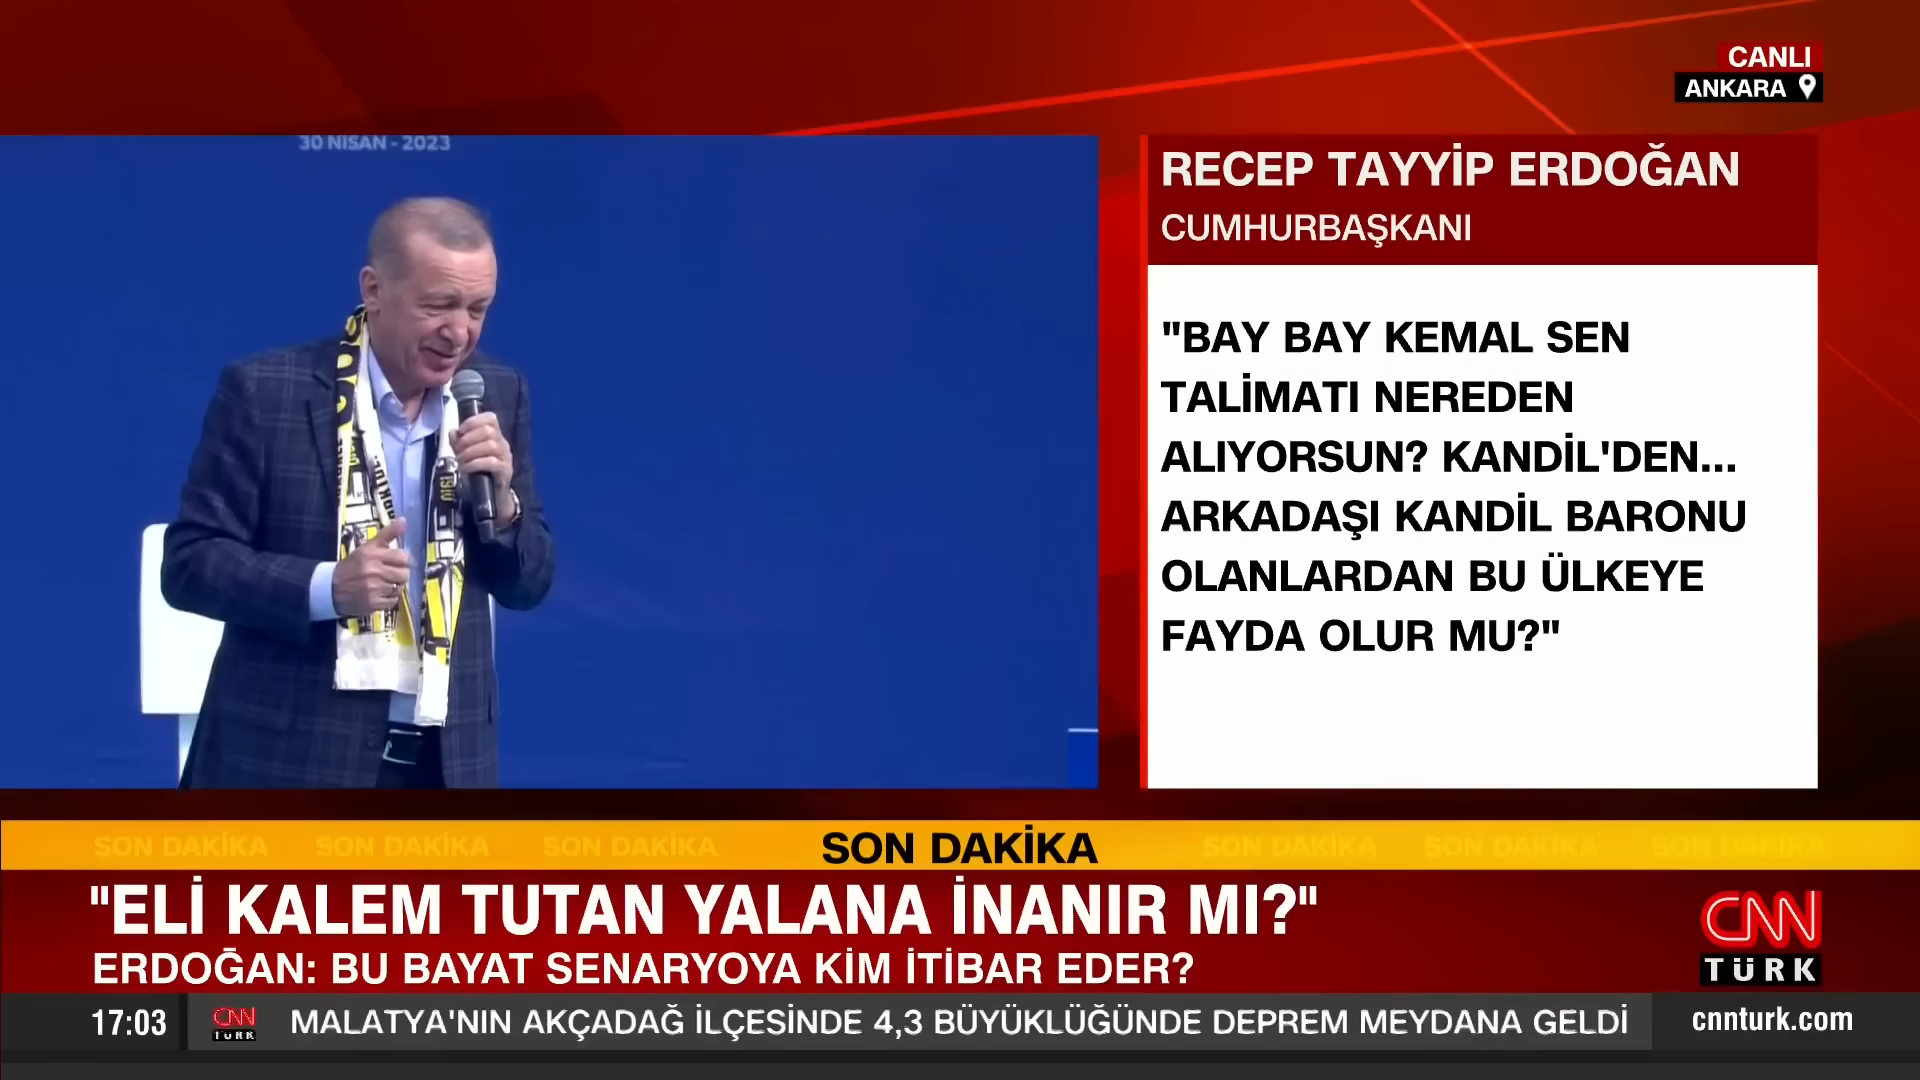 CANLI
ANKARA
30 NISAN - 2023
RECEP TAYYİP ERDOĞAN
CUMHURBAŞKANI
"BAY BAY KEMAL SEN
TALİMATI NEREDEN
ALIYORSUN? KANDİL'DEN...
ARKADAŞI KANDİL BARONU
OLANLARDAN BU ÜLKEYE
FAYDA OLUR MU?"
SON DAKİKA SON DAKİKA SON DAKİKA SON DAKİKA SON DAKİKA SON DAKİKA SON DAKİKA
"ELİ KALEM TUTAN YALANA İNANIR MI?"
ERDOĞAN: BU BAYAT SENARYOYA KİM İTİBAR EDER?
CNN
TÜRK
17:03 CNN TÜRK MALATYA'NIN AKÇADAĞ İLÇESİNDE 4,3 BÜYÜKLÜĞÜNDE DEPREM MEYDANA GELDİ cnnturk.com